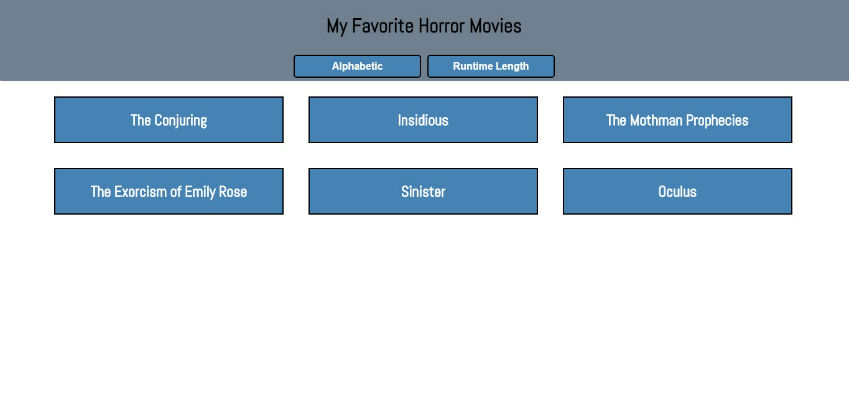 My Favorite Horror Movies
Alphabetic Runtime Length
The Conjuring Insidious The Mothman Prophecies
The Exorcism of Emily Rose Sinister Oculus